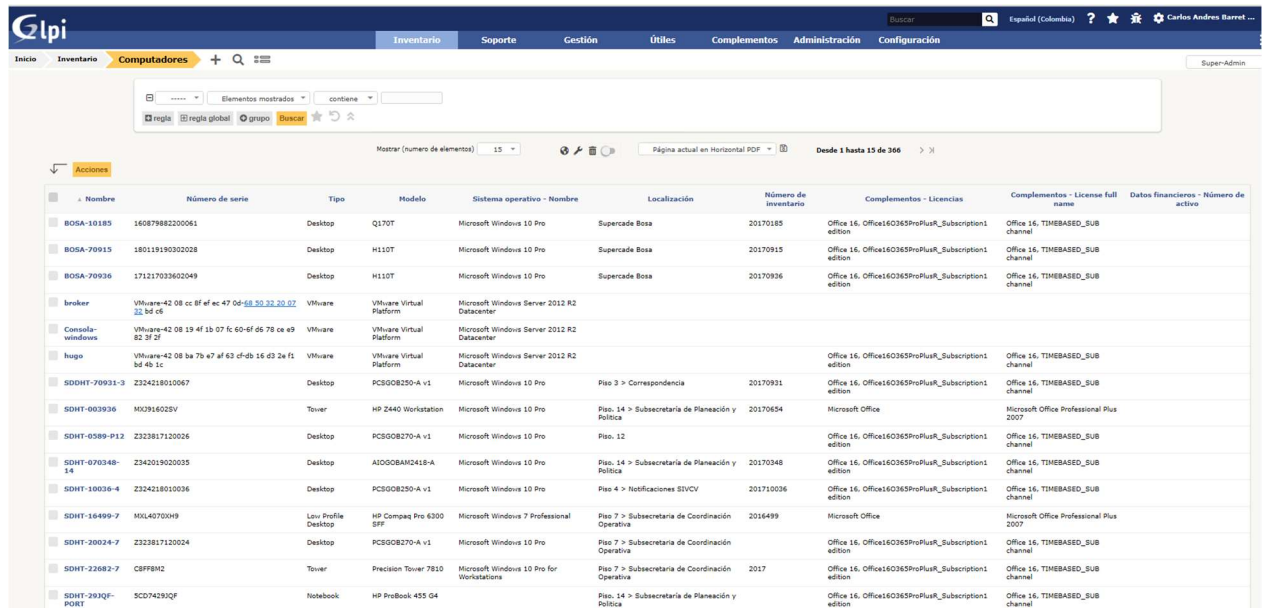 Glpi
Buscar Español (Colombia) ? Carlos Andres Barret ...
Inventario Soporte Gestión Útiles Complementos Administración Configuración
Inicio Inventario Computadores Super-Admin
----- Elementos mostrados contiene
regla regla global grupo Buscar
Mostrar (numero de elementos) 15 Página actual en Horizontal PDF Desde 1 hasta 15 de 366
Acciones
Nombre Número de serie Tipo Modelo Sistema operativo - Nombre Localización Número de inventario Complementos - Licencias Complementos - License full name Datos financieros - Número de activo
BOSA-10185 160879882200061 Desktop Q170T Microsoft Windows 10 Pro Supercade Bosa 20170185 Office 16, Office16O365ProPlusR_Subscription1 edition Office 16, TIMEBASED_SUB channel
BOSA-70915 180119190302028 Desktop H110T Microsoft Windows 10 Pro Supercade Bosa 20170915 Office 16, Office16O365ProPlusR_Subscription1 edition Office 16, TIMEBASED_SUB channel
BOSA-70936 171217033602049 Desktop H110T Microsoft Windows 10 Pro Supercade Bosa 20170936 Office 16, Office16O365ProPlusR_Subscription1 edition Office 16, TIMEBASED_SUB channel
broker VMware-42 08 cc 8f ef ec 47 0d-68 50 32 20 07 32 bd c6 VMware VMware Virtual Platform Microsoft Windows Server 2012 R2 Datacenter
Consola-windows VMware-42 08 19 4f 1b 07 fc 60-6f d6 78 ce e9 82 3f 2f VMware VMware Virtual Platform Microsoft Windows Server 2012 R2 Datacenter
hugo VMware-42 08 ba 7b e7 af 63 cf-db 16 d3 2e f1 bd 4b 1c VMware VMware Virtual Platform Microsoft Windows Server 2012 R2 Datacenter Office 16, Office16O365ProPlusR_Subscription1 edition Office 16, TIMEBASED_SUB channel
SDDHT-70931-3 Z324218010067 Desktop PCSGOB250-A v1 Microsoft Windows 10 Pro Piso 3 > Correspondencia 20170931 Office 16, Office16O365ProPlusR_Subscription1 edition Office 16, TIMEBASED_SUB channel
SDHT-003936 MXJ91602SV Tower HP Z440 Workstation Microsoft Windows 10 Pro Piso. 14 > Subsecretaría de Planeación y Politica 20170654 Microsoft Office Microsoft Office Professional Plus 2007
SDHT-0589-P12 Z323817120026 Desktop PCSGOB270-A v1 Microsoft Windows 10 Pro Piso. 12 Office 16, Office16O365ProPlusR_Subscription1 edition Office 16, TIMEBASED_SUB channel
SDHT-070348-14 Z342019020035 Desktop AIOGOBAM2418-A Microsoft Windows 10 Pro Piso. 14 > Subsecretaría de Planeación y Politica 20170348 Office 16, Office16O365ProPlusR_Subscription1 edition Office 16, TIMEBASED_SUB channel
SDHT-10036-4 Z324218010036 Desktop PCSGOB250-A v1 Microsoft Windows 10 Pro Piso 4 > Notificaciones SIVCV 201710036 Office 16, Office16O365ProPlusR_Subscription1 edition Office 16, TIMEBASED_SUB channel
SDHT-16499-7 MXL4070XH9 Low Profile Desktop HP Compaq Pro 6300 SFF Microsoft Windows 7 Professional Piso 7 > Subsecretaria de Coordinación Operativa 2016499 Microsoft Office Microsoft Office Professional Plus 2007
SDHT-20024-7 Z323817120024 Desktop PCSGOB270-A v1 Microsoft Windows 10 Pro Piso 7 > Subsecretaria de Coordinación Operativa Office 16, Office16O365ProPlusR_Subscription1 edition Office 16, TIMEBASED_SUB channel
SDHT-22682-7 C8FF8M2 Tower Precision Tower 7810 Microsoft Windows 10 Pro for Workstations Piso 7 > Subsecretaria de Coordinación Operativa 2017 Office 16, Office16O365ProPlusR_Subscription1 edition Office 16, TIMEBASED_SUB channel
SDHT-29JQF-PORT 5CD7429JQF Notebook HP ProBook 455 G4 Piso. 14 > Subsecretaría de Planeación y Politica Office 16, Office16O365ProPlusR_Subscription1 edition Office 16, TIMEBASED_SUB channel